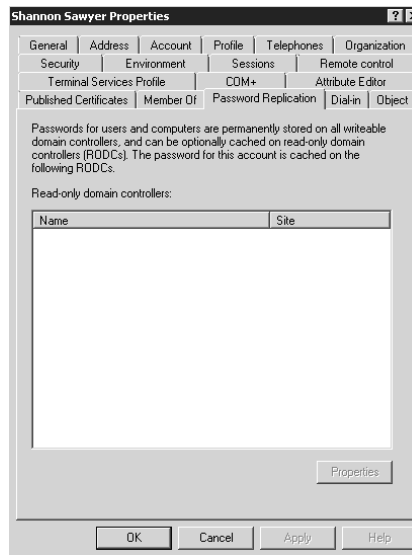 Shannon Sawyer Properties
General Address Account Profile Telephones Organization
Security Environment Sessions Remote control
Terminal Services Profile COM+ Attribute Editor
Published Certificates Member Of Password Replication Dial-in Object
Passwords for users and computers are permanently stored on all writeable
domain controllers, and can be optionally cached on read-only domain
controllers (RODCs). The password for this account is cached on the
following RODCs.
Read-only domain controllers:
Name Site
Properties
OK Cancel Apply Help